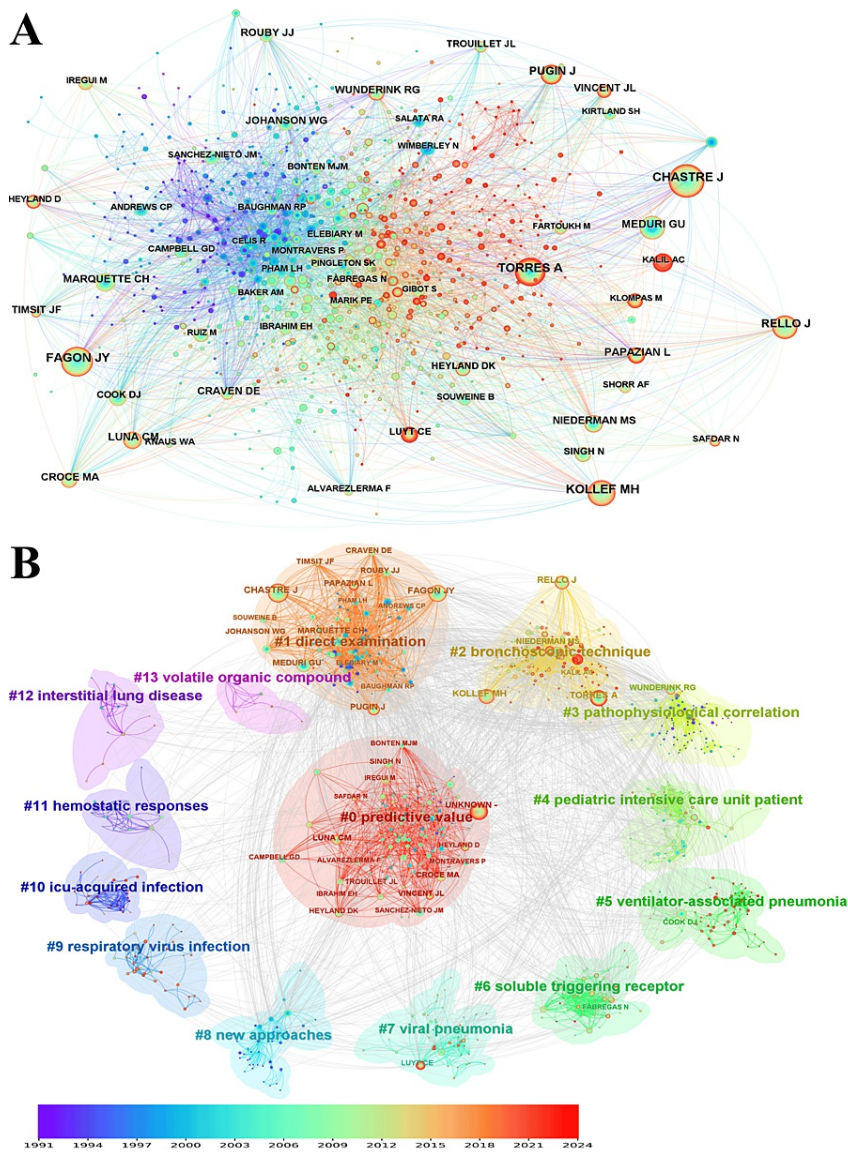 A
ROUBY JJ
TROUILLET JL
IREGUI M
PUGIN J
WUNDERINK RG
VINCENT JL
KIRTLAND SH
JOHANSON WG
SALATA RA
WIMBERLEY N
SANCHEZ-NIETO JM
BONTEN MJM
CHASTRE J
HEYLAND D
ANDREWS CP
BAUGHMAN RP
MEDURI GU
FARTOUKH M
ELEBIARY M
CELIS R
CAMPBELL GD
MONTRAVERS P
PINGLETON SK
KALIL AC
PHAM LH
TORRES A
MARQUETTE CH
FABREGAS N
BAKER AM
GIBOT S
MARIK PE
KLOMPAS M
TIMSIT JF
RELLO J
RUIZ M
IBRAHIM EH
FAGON JY
PAPAZIAN L
HEYLAND DK
SHORR AF
COOK DJ
CRAVEN DE
SOUWEINE B
NIEDERMAN MS
LUYT CE
LUNA CM
KNAUS WA
SAFDAR N
SINGH N
CROCE MA
ALVAREZLERMA F
KOLLEF MH
B
CRAVEN DE
TIMSIT JF
ROUBY JJ
CHASTRE J
PAPAZIAN L
FAGON JY
RELLO J
PHAM LH
ANDREWS CP
SOUWEINE B
JOHANSON WG
MARQUETTE CH
#1 direct examination
NIEDERMAN MS
#2 bronchoscopic technique
MEDURI GU
ELEBIARY M
KALIL AC
#13 volatile organic compound
BAUGHMAN RP
WUNDERINK RG
#12 interstitial lung disease
KOLLEF MH
TORRES A
PUGIN J
#3 pathophysiological correlation
BONTEN MJM
SINGH N
IREGUI M
#11 hemostatic responses
SAFDAR N
UNKNOWN -
#4 pediatric intensive care unit patient
#0 predictive value
LUNA CM
HEYLAND D
CAMPBELL GD
ALVAREZLERMA F
MONTRAVERS P
CROCE MA
TROUILLET JL
#10 icu-acquired infection
IBRAHIM EH
VINCENT JL
#5 ventilator-associated pneumonia
HEYLAND DK
SANCHEZ-NIETO JM
COOK DJ
#9 respiratory virus infection
#6 soluble triggering receptor
FABREGAS N
#8 new approaches
#7 viral pneumonia
LUYT CE
1991 1994 1997 2000 2003 2006 2009 2012 2015 2018 2021 2024